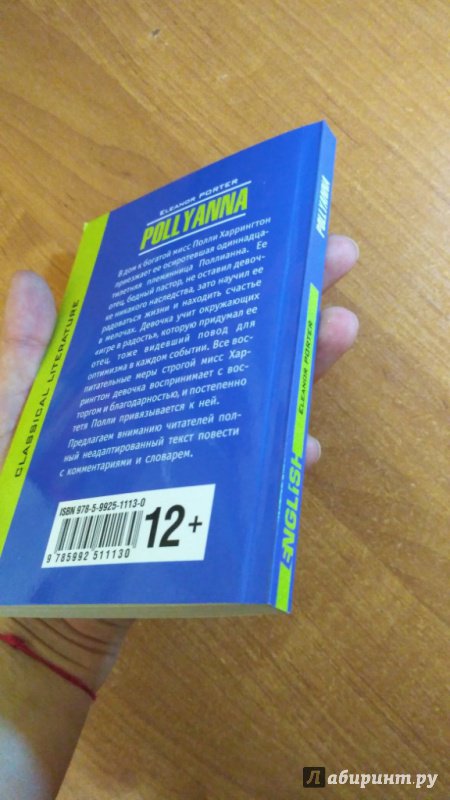 ELEANOR PORTER
POLLYANNA
В дом к богатой мисс Полли Харрингтон
приезжает ее осиротевшая одиннадца-
тилетняя племянница Поллианна. Ее
отец, бедный пастор, не оставил девоч-
ке никакого наследства, зато научил ее
радоваться жизни и находить счастье
в мелочах. Девочка учит окружающих
«игре в радость», которую придумал ее
отец, тоже видевший повод для
оптимизма в каждом событии. Все вос-
питательные меры строгой мисс Хар-
рингтон девочка воспринимает с вос-
торгом и благодарностью, и постепенно
тетя Полли привязывается к ней.
Предлагаем вниманию читателей пол-
ный неадаптированный текст повести
с комментариями и словарем.
ISBN 978-5-9925-1113-0
9 785992 511130
12+
CLASSICAL LITERATURE
POLLYANNA
ELEANOR PORTER
ENGLISH
Лабиринт.ру